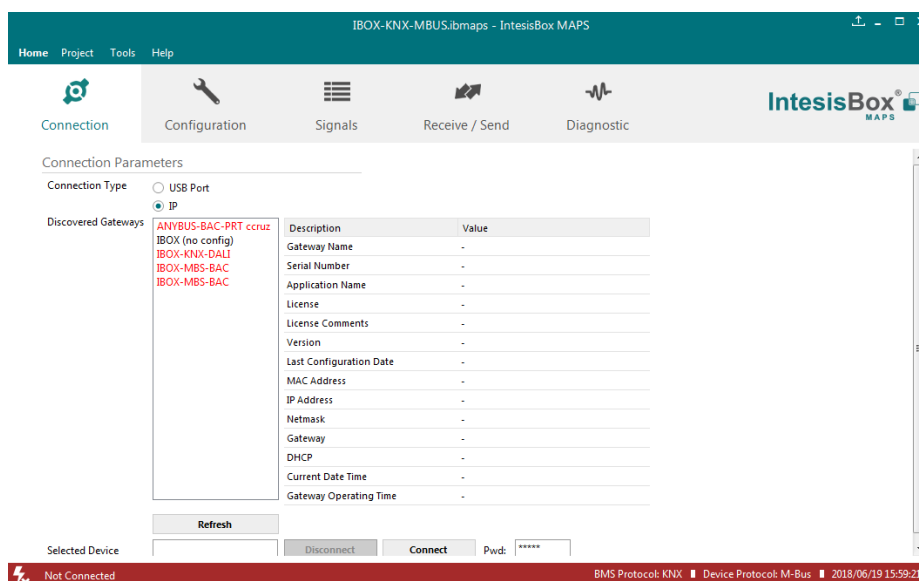 IBOX-KNX-MBUS.ibmaps - IntesisBox MAPS
Home Project Tools Help
Connection Configuration Signals Receive / Send Diagnostic
IntesisBox®
MAPS
Connection Parameters
Connection Type USB Port
IP
Discovered Gateways
ANYBUS-BAC-PRT ccruz
IBOX (no config)
IBOX-KNX-DALI
IBOX-MBS-BAC
IBOX-MBS-BAC
Description Value
Gateway Name -
Serial Number -
Application Name -
License -
License Comments -
Version -
Last Configuration Date -
MAC Address -
IP Address -
Netmask -
Gateway -
DHCP -
Current Date Time -
Gateway Operating Time -
Refresh
Selected Device Disconnect Connect Pwd: *****
Not Connected BMS Protocol: KNX Device Protocol: M-Bus 2018/06/19 15:59:21